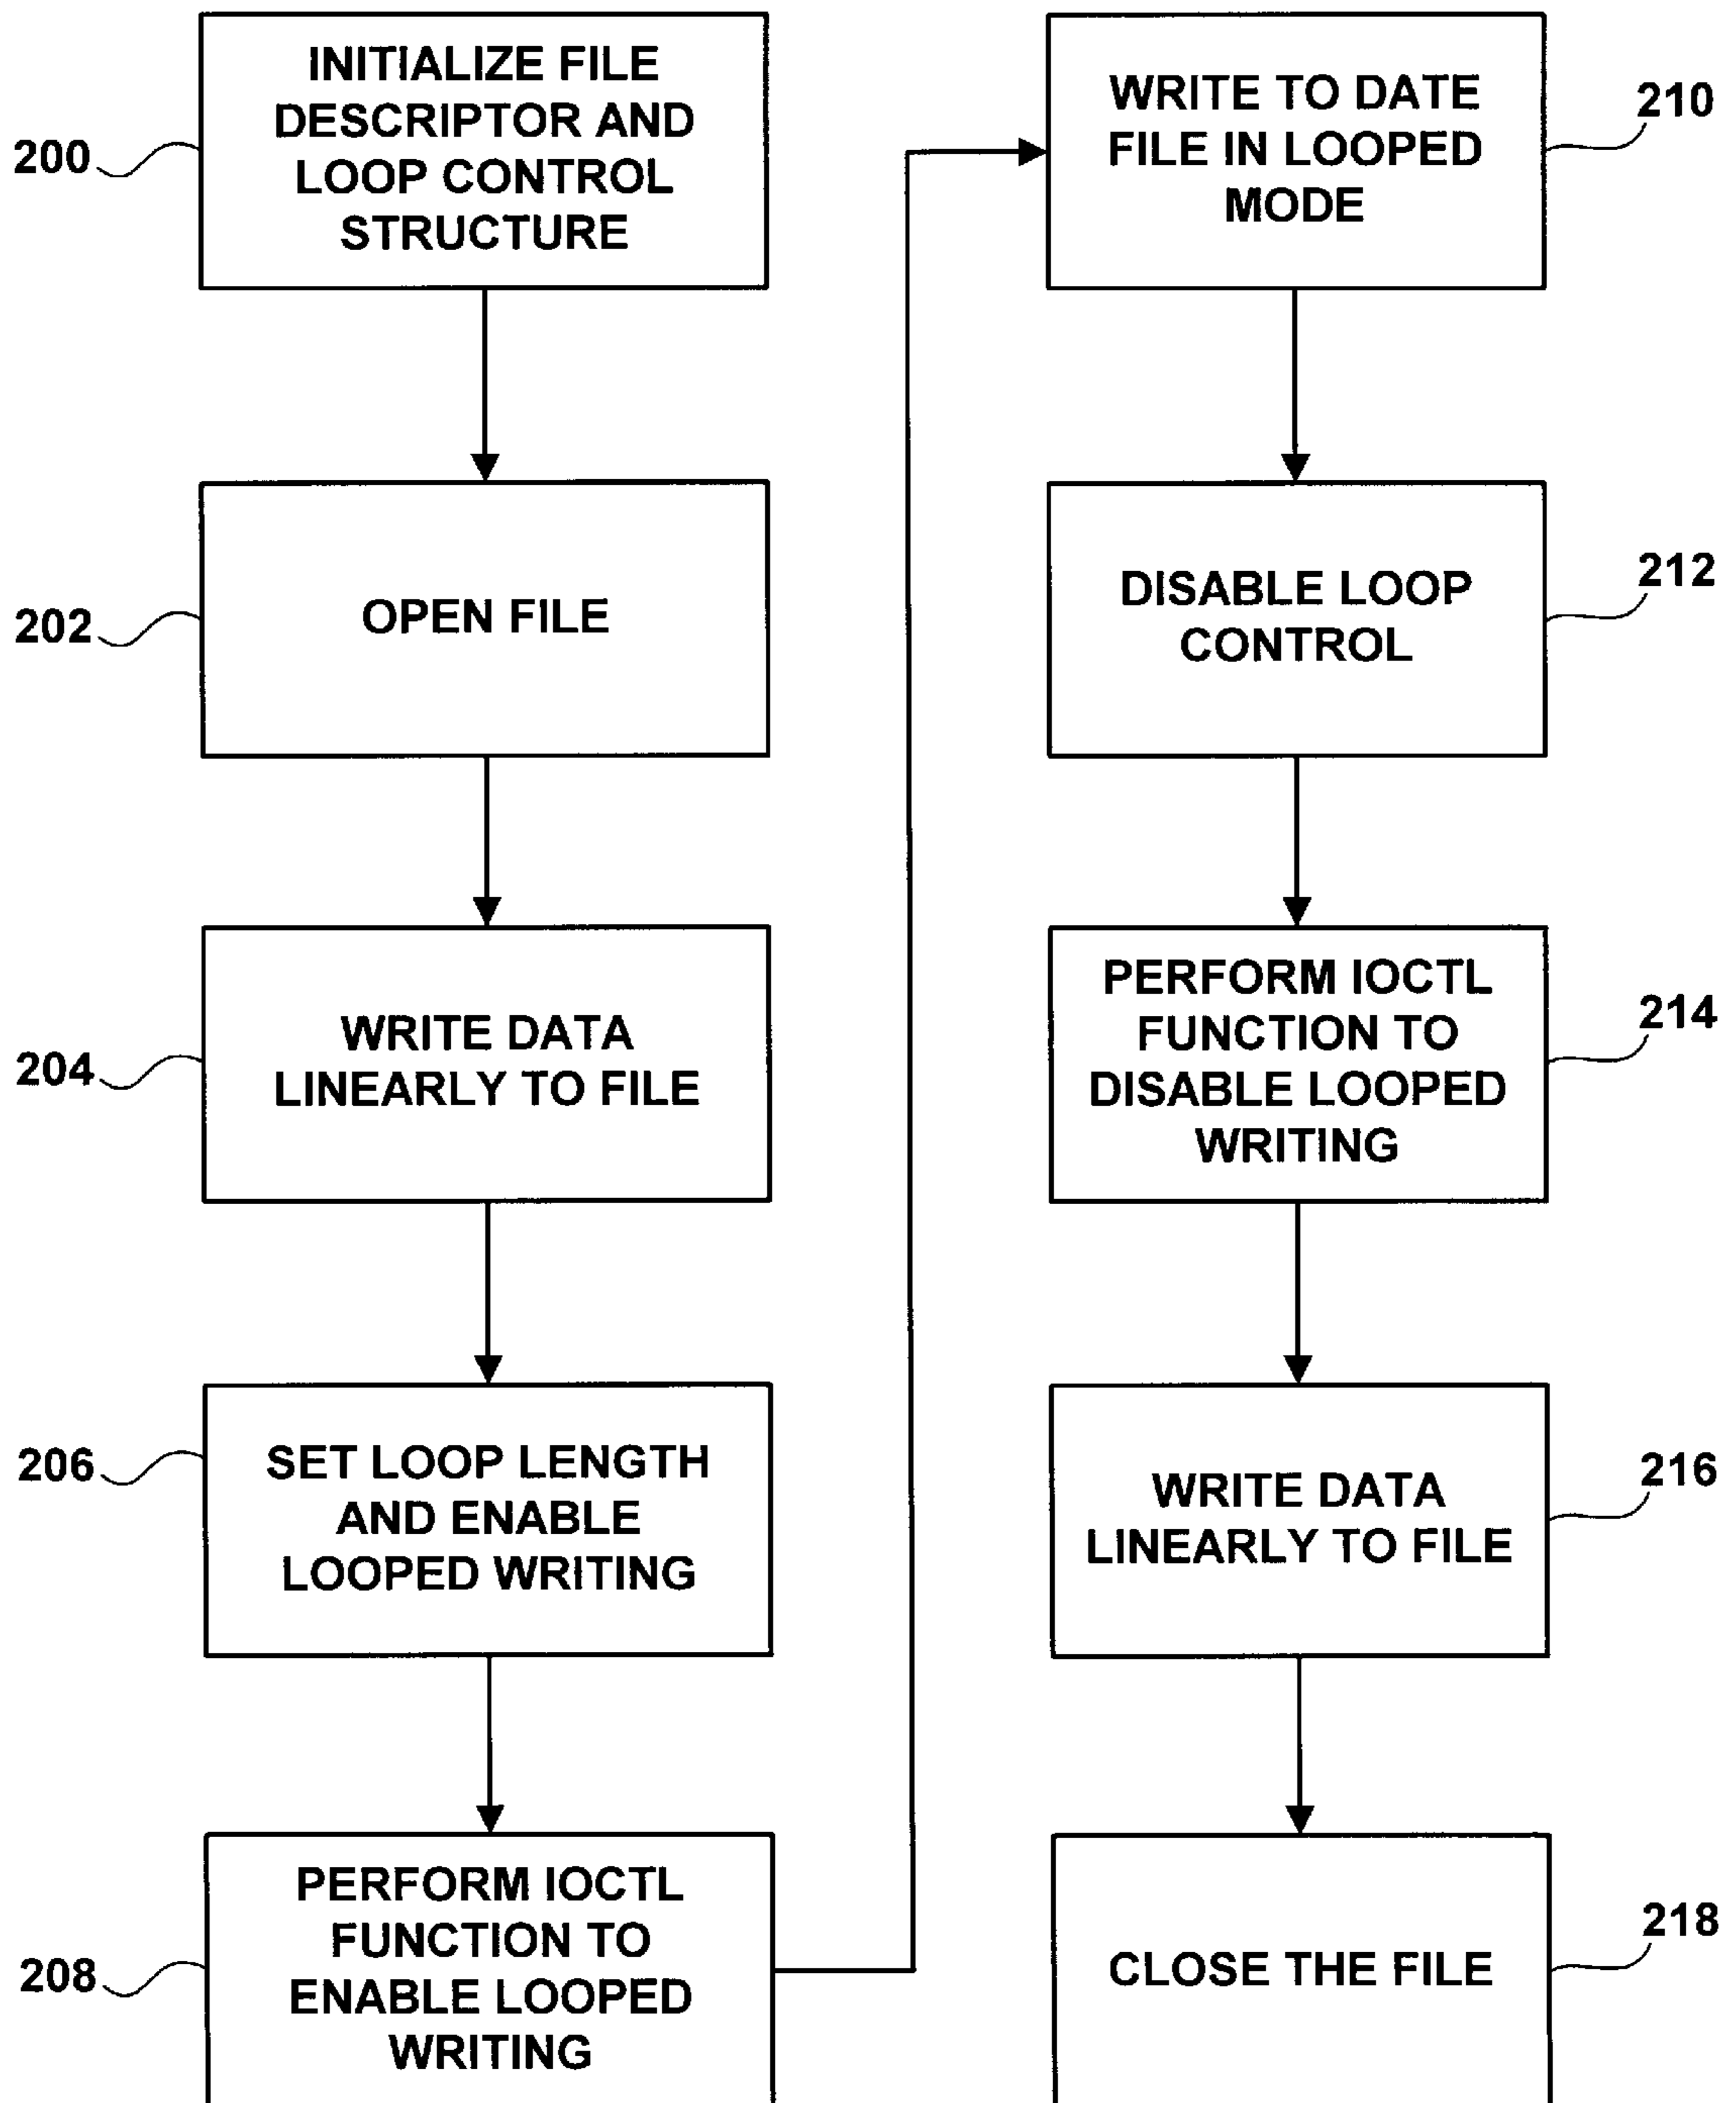 200
INITIALIZE FILE
DESCRIPTOR AND
LOOP CONTROL
STRUCTURE
202
OPEN FILE
204
WRITE DATA
LINEARLY TO FILE
206
SET LOOP LENGTH
AND ENABLE
LOOPED WRITING
208
PERFORM IOCTL
FUNCTION TO
ENABLE LOOPED
WRITING
WRITE TO DATE
FILE IN LOOPED
MODE
210
DISABLE LOOP
CONTROL
212
PERFORM IOCTL
FUNCTION TO
DISABLE LOOPED
WRITING
214
WRITE DATA
LINEARLY TO FILE
216
CLOSE THE FILE
218